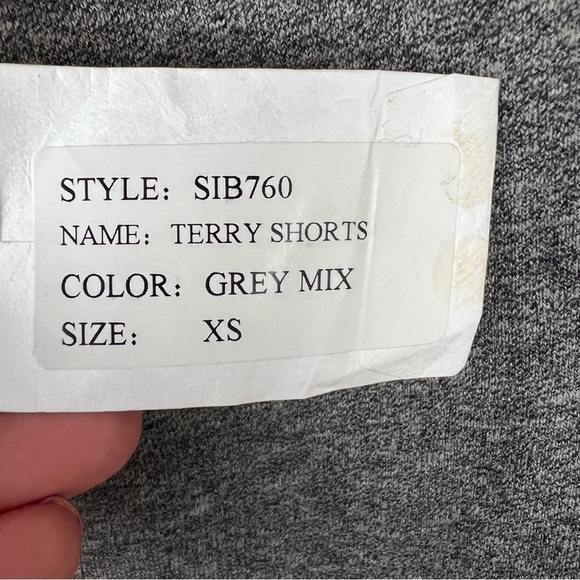 STYLE: SIB760
NAME: TERRY SHORTS
COLOR: GREY MIX
SIZE: XS